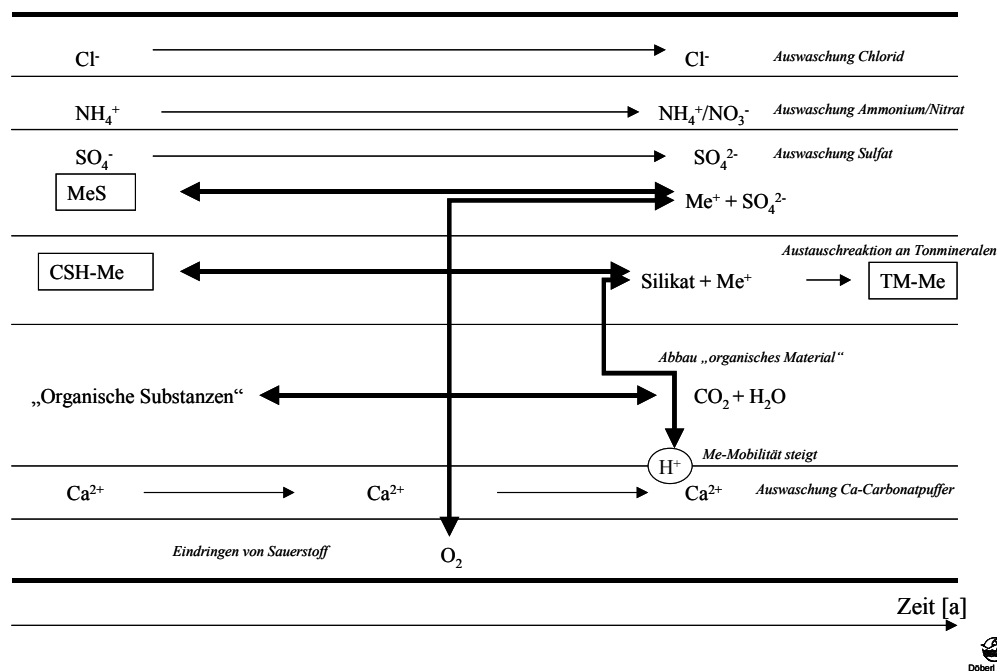 Cl⁻ Cl⁻ Auswaschung Chlorid
NH₄⁺ NH₄⁺/NO₃⁻ Auswaschung Ammonium/Nitrat
SO₄⁻ SO₄²⁻ Auswaschung Sulfat
MeS Me⁺ + SO₄²⁻
Austauschreaktion an Tonmineralen
CSH-Me Silikat + Me⁺ TM-Me
Abbau „organisches Material“
„Organische Substanzen“ CO₂ + H₂O
Me-Mobilität steigt
H⁺
Ca²⁺ Ca²⁺ Ca²⁺ Auswaschung Ca-Carbonatpuffer
Eindringen von Sauerstoff O₂
Zeit [a]
Döberl